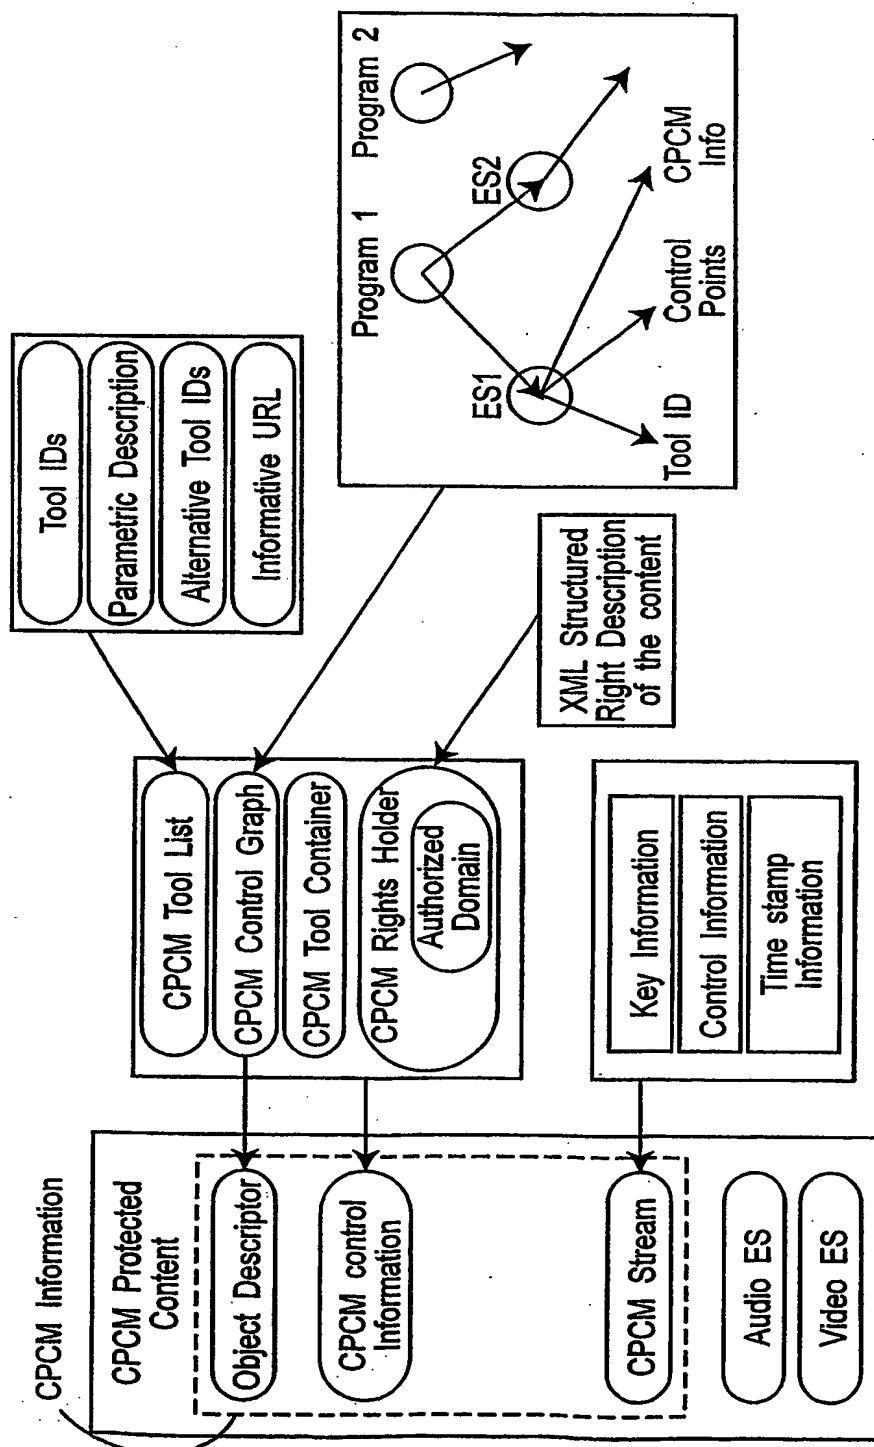 CPCM Information
CPCM Protected
Content
Object Descriptor
CPCM control
Information
CPCM Stream
Audio ES
Video ES
CPCM Tool List
CPCM Control Graph
CPCM Tool Container
CPCM Rights Holder
Authorized
Domain
Key Information
Control Information
Time stamp
Information
Tool IDs
Parametric Description
Alternative Tool IDs
Informative URL
XML Structured
Right Description
of the content
Program 1
Program 2
ES1
ES2
Tool ID
Control
Points
CPCM
Info